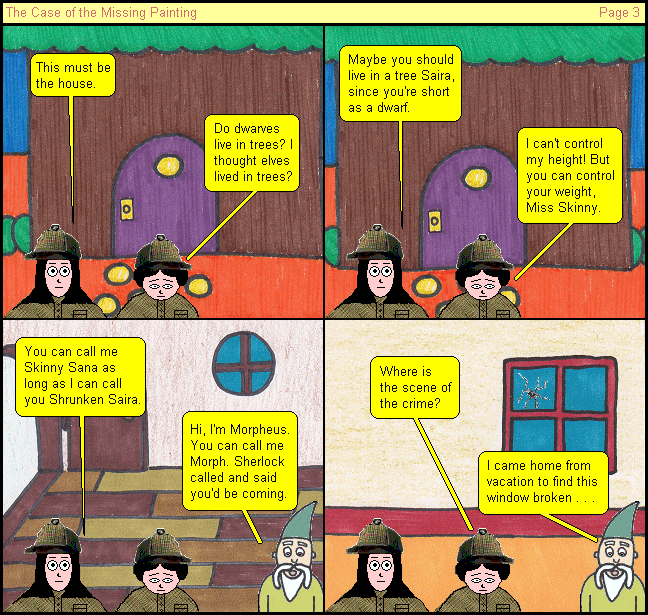 The Case of the Missing Painting
Page 3
This must be
the house.
Do dwarves
live in trees? I
thought elves
lived in trees?
Maybe you should
live in a tree Saira,
since you're short
as a dwarf.
I can't control
my height! But
you can control
your weight,
Miss Skinny.
You can call me
Skinny Sana as
long as I can call
you Shrunken Saira.
Hi, I'm Morpheus.
You can call me
Morph. Sherlock
called and said
you'd be coming.
Where is
the scene of
the crime?
I came home from
vacation to find this
window broken . . .